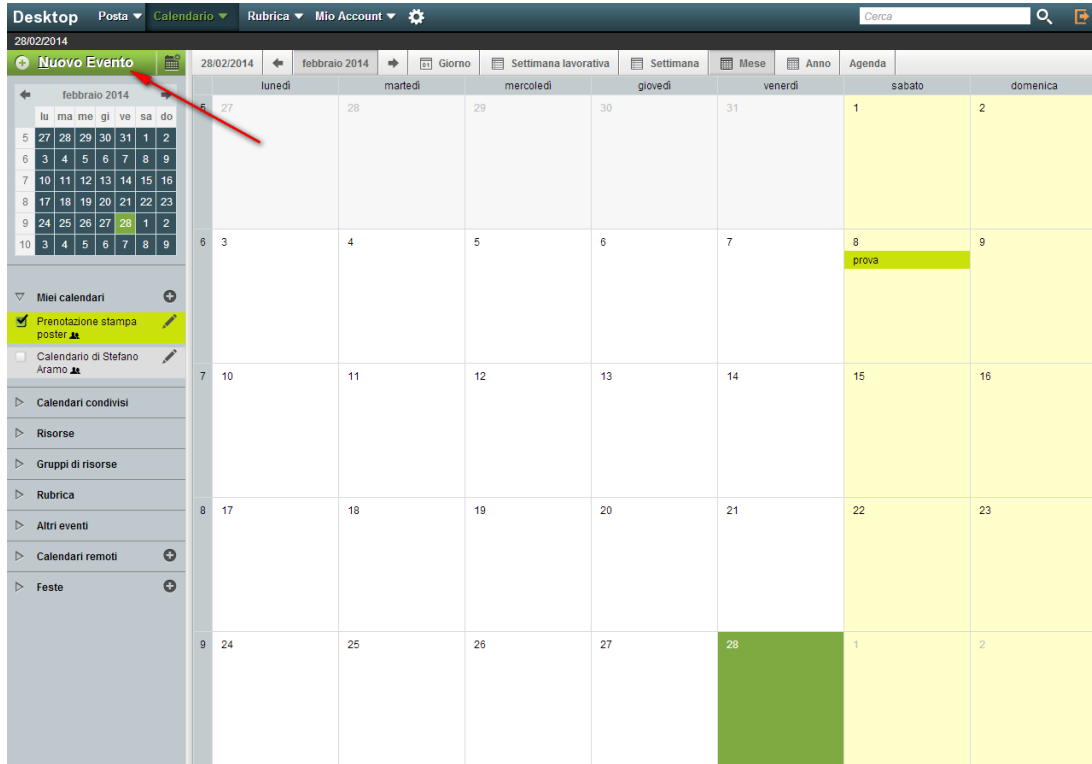 Desktop Posta Calendario Rubrica Mio Account Cerca
28/02/2014
Nuovo Evento
28/02/2014 febbraio 2014 01 Giorno Settimana lavorativa Settimana Mese Anno Agenda
febbraio 2014
lu ma me gi ve sa do
5 27 28 29 30 31 1 2
6 3 4 5 6 7 8 9
7 10 11 12 13 14 15 16
8 17 18 19 20 21 22 23
9 24 25 26 27 28 1 2
10 3 4 5 6 7 8 9
Miei calendari
Prenotazione stampa
poster
Calendario di Stefano
Aramo
Calendari condivisi
Risorse
Gruppi di risorse
Rubrica
Altri eventi
Calendari remoti
Feste
lunedì martedì mercoledì giovedì venerdì sabato domenica
5 27 28 29 30 31 1 2
6 3 4 5 6 7 8 9
prova
7 10 11 12 13 14 15 16
8 17 18 19 20 21 22 23
9 24 25 26 27 28 1 2